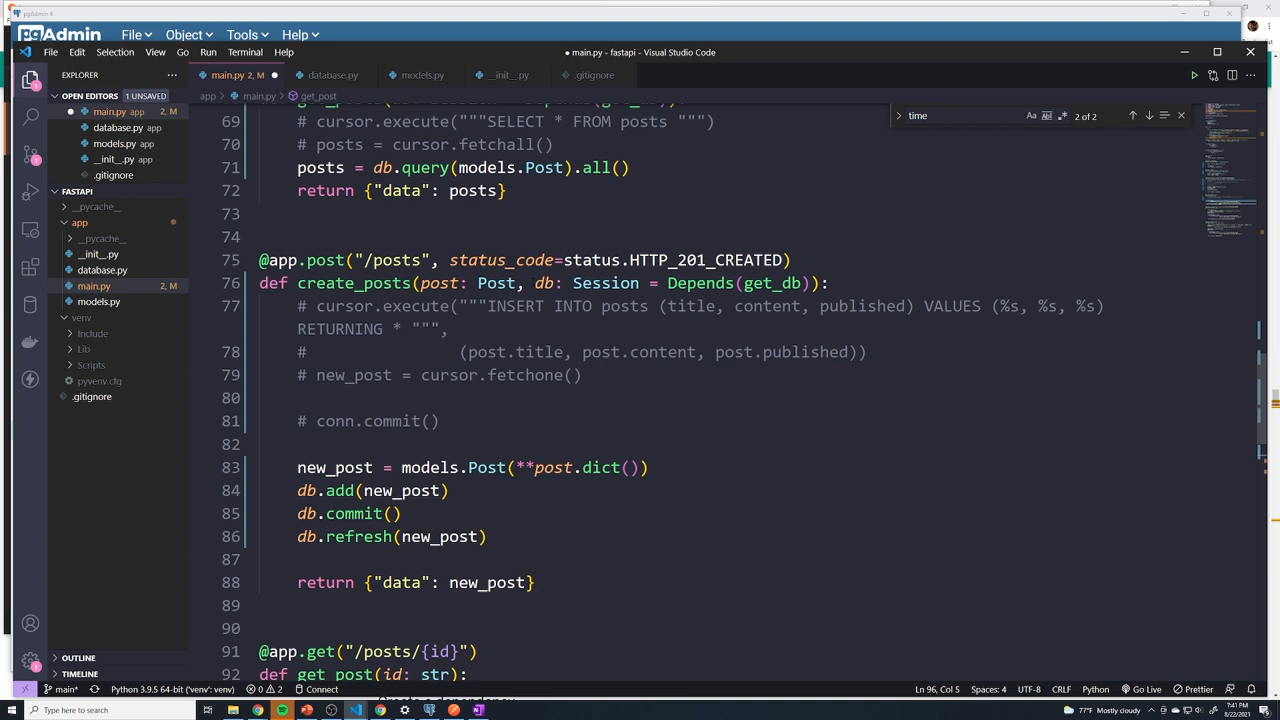 pgAdmin 4
pgAdmin File Object Tools Help
File Edit Selection View Go Run Terminal Help
● main.py - fastapi - Visual Studio Code
EXPLORER
main.py 2, M
database.py
models.py
__init__.py
.gitignore
OPEN EDITORS 1 UNSAVED
main.py app 2, M
database.py app
models.py app
__init__.py app
.gitignore
FASTAPI
__pycache__
app
__pycache__
__init__.py
database.py
main.py 2, M
models.py
venv
Include
Lib
Scripts
pyvenv.cfg
.gitignore
OUTLINE
TIMELINE
app > main.py > get_post
time
Aa
2 of 2
69 # cursor.execute("""SELECT * FROM posts """)
70 # posts = cursor.fetchall()
71 posts = db.query(models.Post).all()
72 return {"data": posts}
73
74
75 @app.post("/posts", status_code=status.HTTP_201_CREATED)
76 def create_posts(post: Post, db: Session = Depends(get_db)):
77 # cursor.execute("""INSERT INTO posts (title, content, published) VALUES (%s, %s, %s)
RETURNING * """,
78 # (post.title, post.content, post.published))
79 # new_post = cursor.fetchone()
80
81 # conn.commit()
82
83 new_post = models.Post(**post.dict())
84 db.add(new_post)
85 db.commit()
86 db.refresh(new_post)
87
88 return {"data": new_post}
89
90
91 @app.get("/posts/{id}")
92 def get_post(id: str):
main* Python 3.9.5 64-bit ('venv': venv) 0 2 Connect
Ln 96, Col 5 Spaces: 4 UTF-8 CRLF Python Go Live Prettier
Type here to search
77°F Mostly cloudy
7:41 PM
8/22/2021